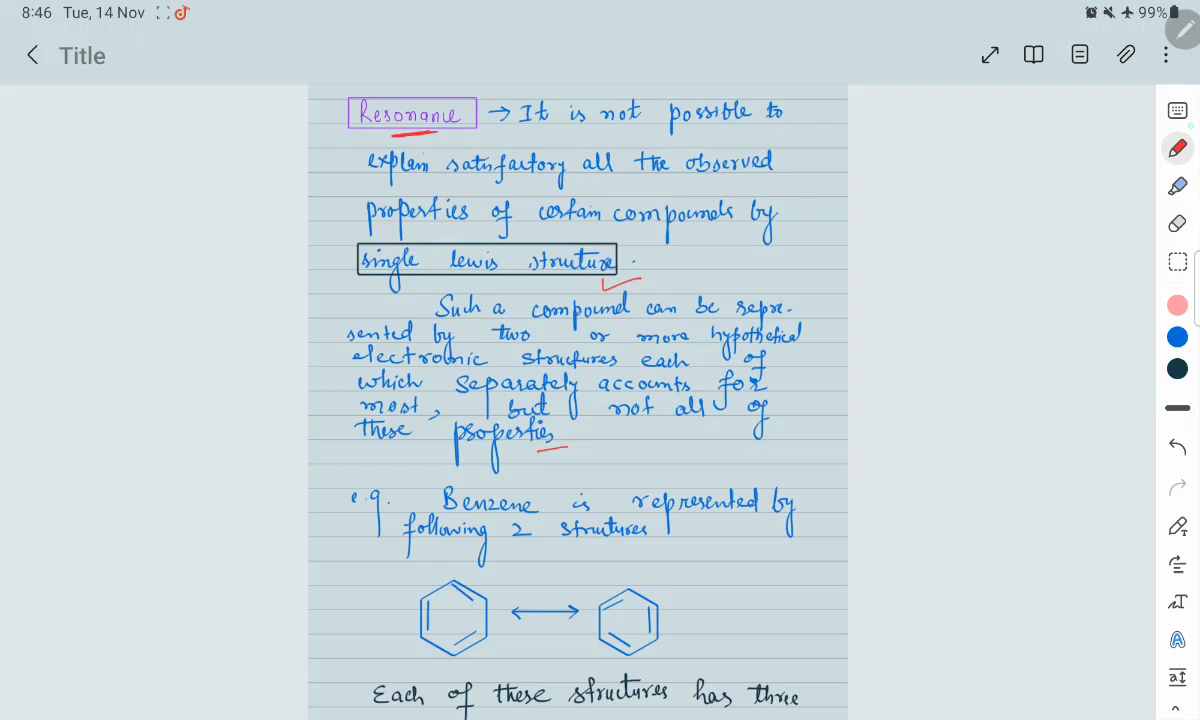 8:46 Tue, 14 Nov 99%
Title
Resonance → It is not possible to
explain satisfactory all the observed
properties of certain compounds by
single lewis structure.
Such a compound can be repre-
sented by two or more hypothetical
electronic structures each of
which separately accounts for
most, but not all of
these properties
e.g. Benzene is represented by
following 2 structures
Each of these structures has three